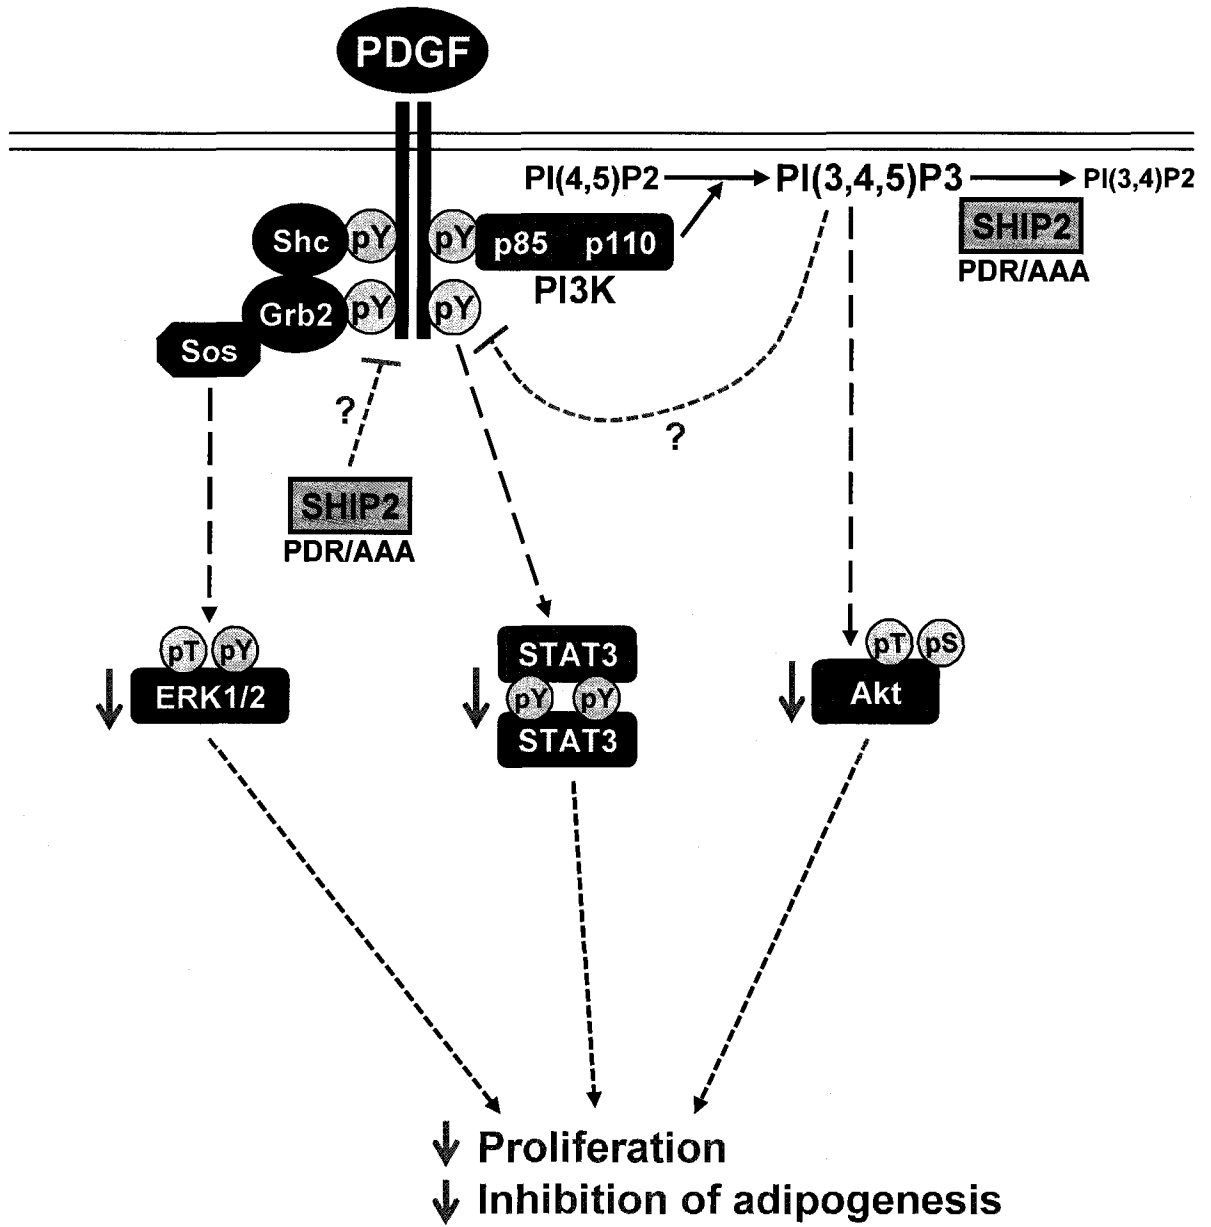 PDGF
PI(4,5)P2 PI(3,4,5)P3 PI(3,4)P2
Shc pY pY p85 p110 SHIP2
PI3K PDR/AAA
Grb2 pY pY
Sos
?
?
SHIP2
PDR/AAA
pT pY
ERK1/2
STAT3
pY pY
STAT3
pT pS
Akt
Proliferation
Inhibition of adipogenesis